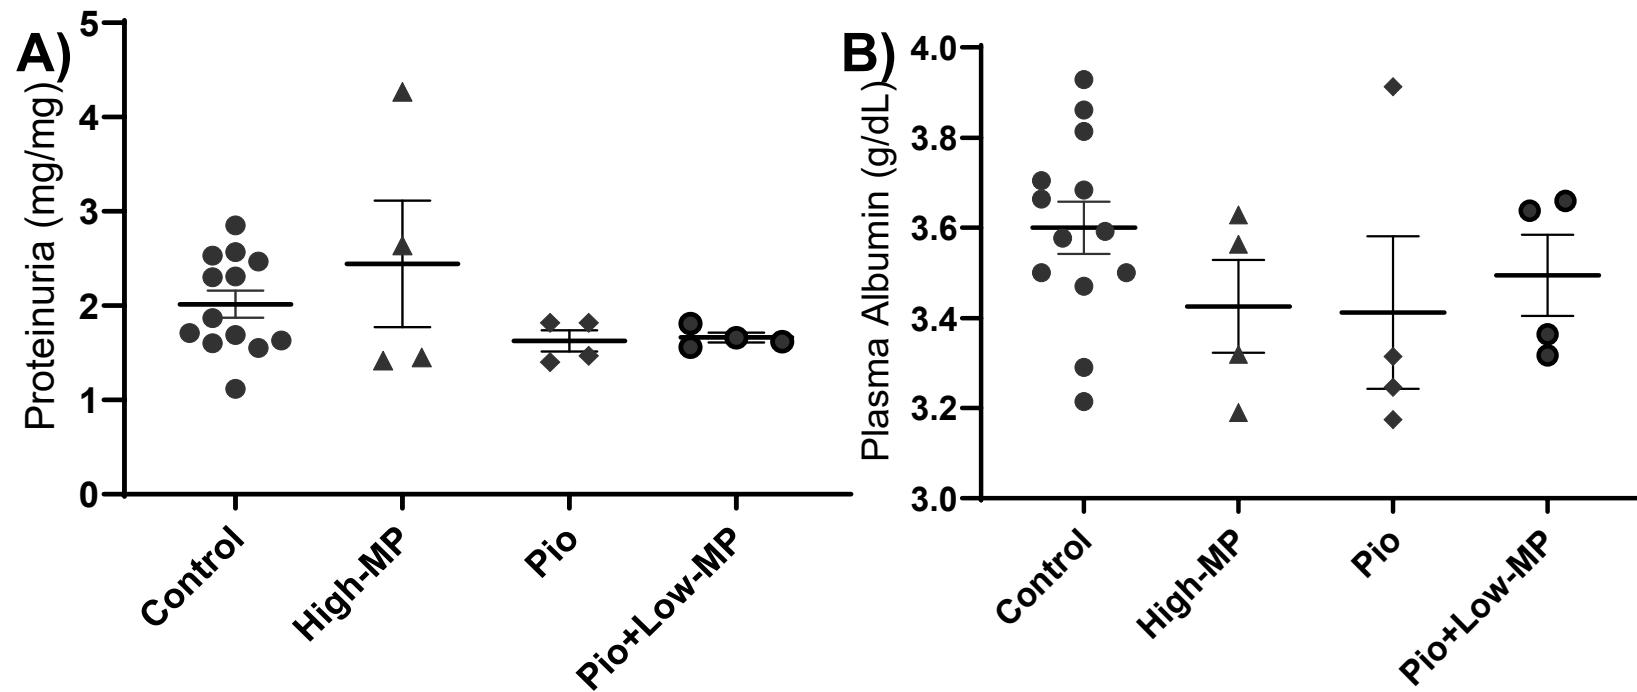 A)
Proteinuria (mg/mg)
5
4
3
2
1
0
Control
High-MP
Pio
Pio+Low-MP
B)
Plasma Albumin (g/dL)
4.0
3.8
3.6
3.4
3.2
3.0
Control
High-MP
Pio
Pio+Low-MP